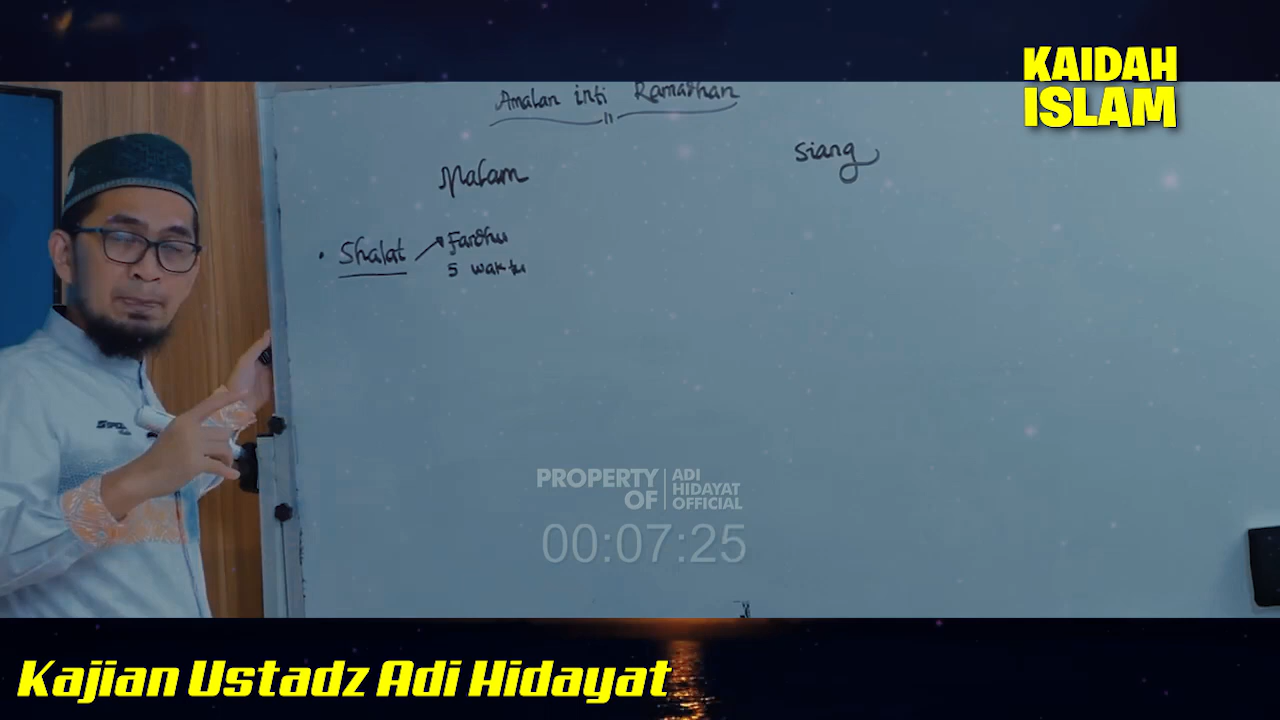 KAIDAH
ISLAM
Amalan inti Ramadhan
Malam
Siang
Shalat
Fardhu
5 waktu
PROPERTY OF
ADI HIDAYAT OFFICIAL
00:07:25
Kajian Ustadz Adi Hidayat